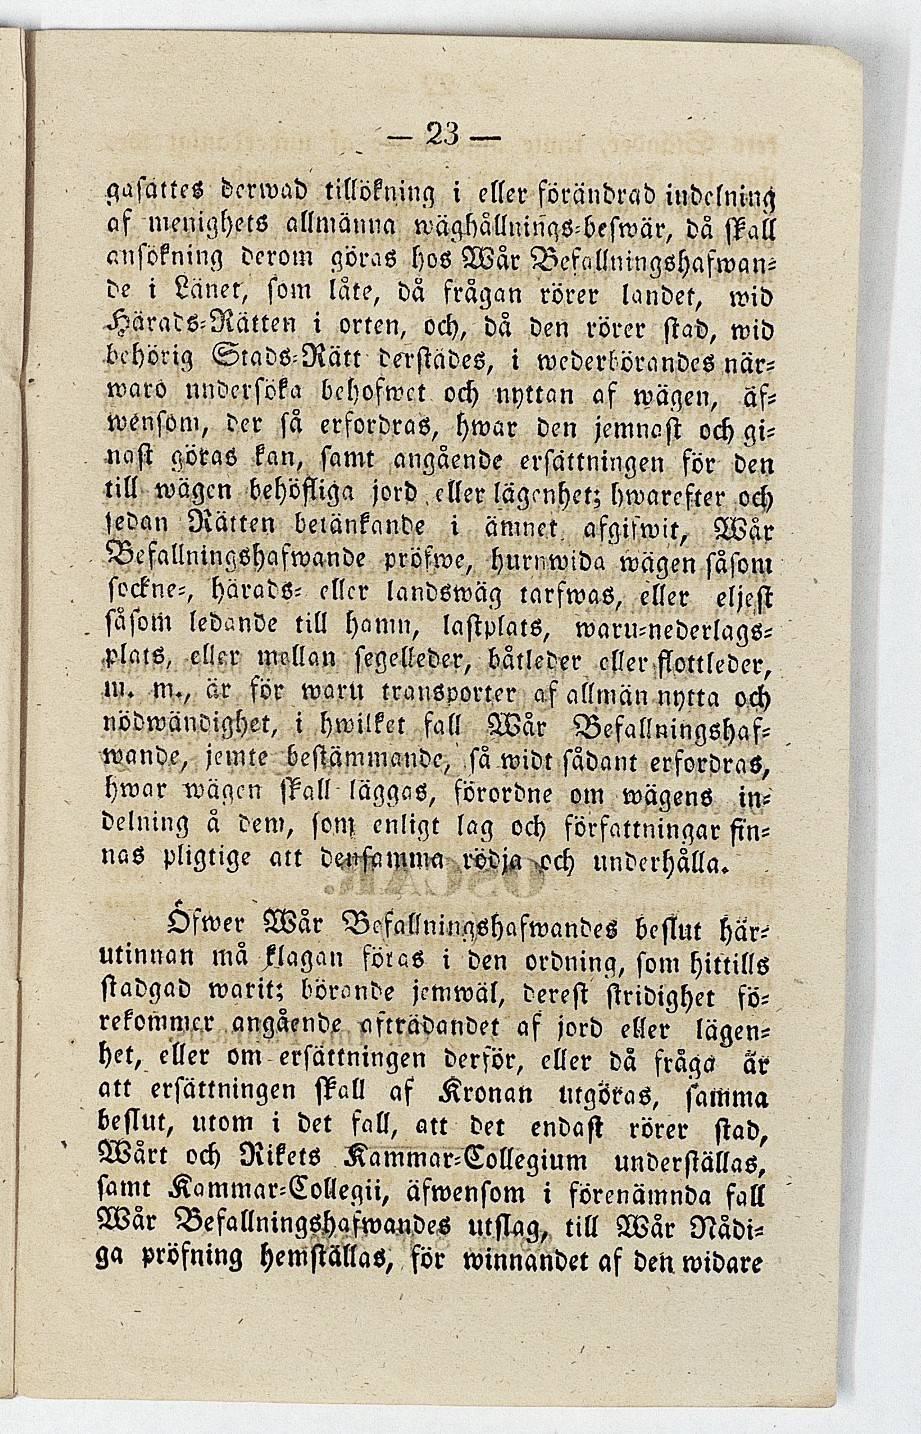 — 23 —
gasättes derwad tillökning i eller förändrad indelning
af menighets allmänna wäghållnings-beswär, då skall
ansökning derom göras hos Wår Befallningshafwan-
de i Länet, som låte, då frågan rörer landet, wid
Härads-Rätten i orten, och, då den rörer stad, wid
behörig Stads-Rätt derstädes, i wederbörandes när-
waro undersöka behofwet och nyttan af wägen, äf-
wensom, der så erfordras, hwar den jemnast och gi-
nast göras kan, samt angående ersättningen för den
till wägen behöfliga jord eller lägenhet; hwarefter och
sedan Rätten betänkande i ämnet afgifwit, Wår
Befallningshafwande pröfwe, huruwida wägen såsom
sockne-, härads- eller landswäg tarfwas, eller eljest
såsom ledande till hamn, lastplats, waru-nederlags-
plats, eller mellan segelleder, båtleder eller flottleder,
m. m., är för waru transporter af allmän nytta och
nödwändighet, i hwilket fall Wår Befallningshaf-
wande, jemte bestämmande, så widt sådant erfordras,
hwar wägen skall läggas, förordne om wägens in-
delning å dem, som enligt lag och författningar fin-
nas pligtige att densamma rödja och underhålla.
Öfwer Wår Befallningshafwandes beslut här-
utinnan må klagan föras i den ordning, som hittills
stadgad warit; börande jemwäl, derest stridighet fö-
rekommer angående afträdandet af jord eller lägen-
het, eller om ersättningen derför, eller då fråga är
att ersättningen skall af Kronan utgöras, samma
beslut, utom i det fall, att det endast rörer stad,
Wårt och Rikets Kammar-Collegium underställas,
samt Kammar-Collegii, äfwensom i förenämnda fall
Wår Befallningshafwandes utslag, till Wår Nådi-
ga pröfning hemställas, för winnandet af den widare